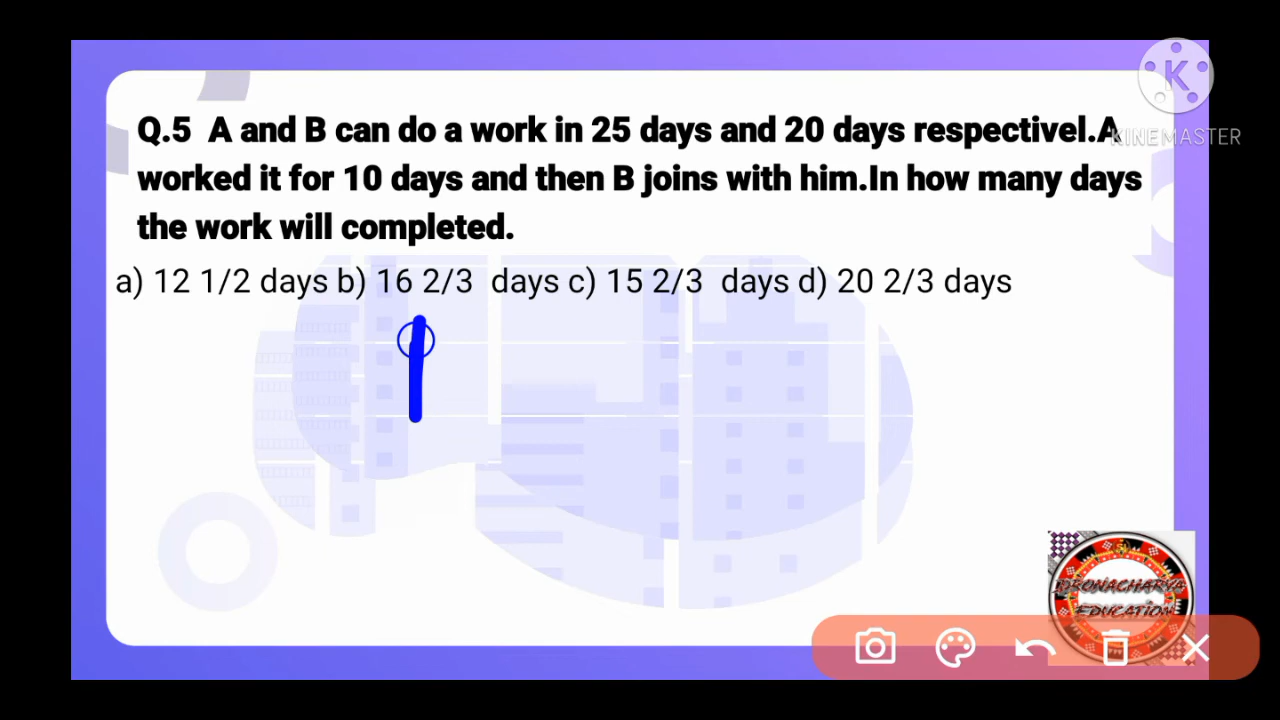 K
KINEMASTER
Q.5 A and B can do a work in 25 days and 20 days respectivel.A
worked it for 10 days and then B joins with him.In how many days
the work will completed.
a) 12 1/2 days b) 16 2/3 days c) 15 2/3 days d) 20 2/3 days
DRONACHARYA
EDUCATION